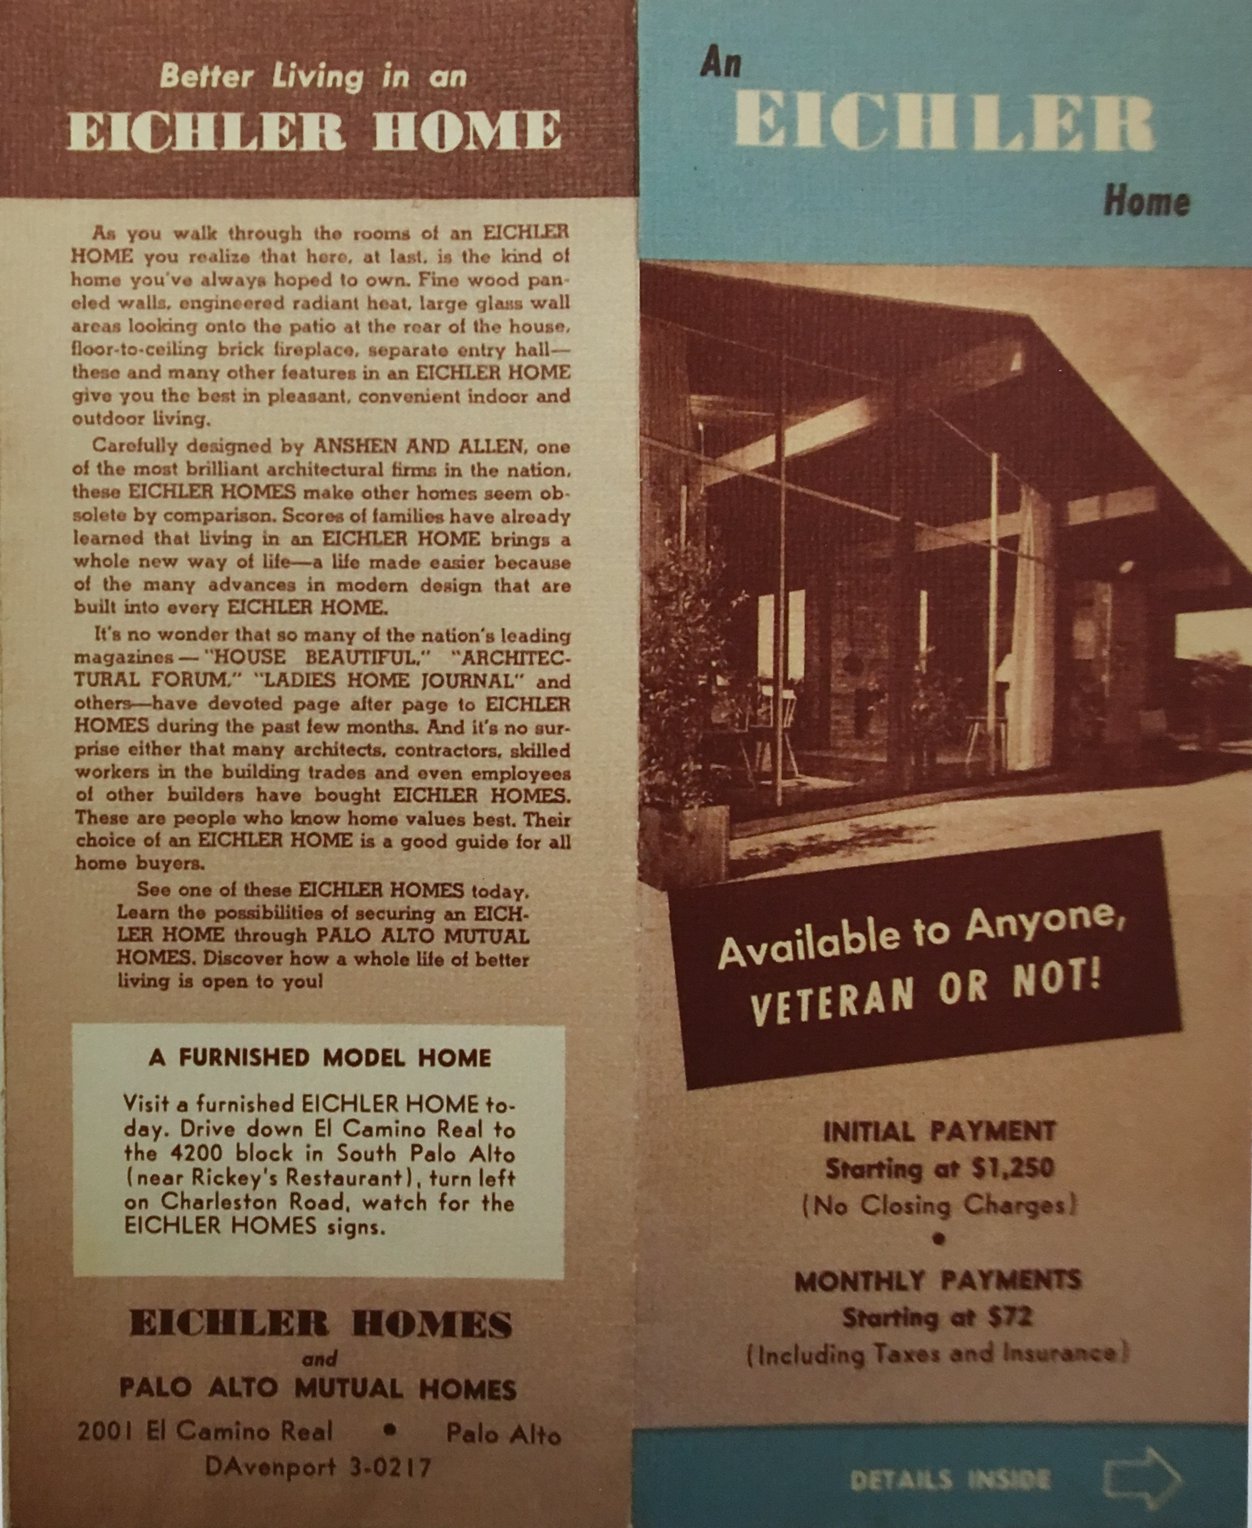 Better Living in an
EICHLER HOME
As you walk through the rooms of an EICHLER
HOME you realize that here, at last, is the kind of
home you've always hoped to own. Fine wood pan-
eled walls, engineered radiant heat, large glass wall
areas looking onto the patio at the rear of the house,
floor-to-ceiling brick fireplace, separate entry hall—
these and many other features in an EICHLER HOME
give you the best in pleasant, convenient indoor and
outdoor living.
Carefully designed by ANSHEN AND ALLEN, one
of the most brilliant architectural firms in the nation,
these EICHLER HOMES make other homes seem ob-
solete by comparison. Scores of families have already
learned that living in an EICHLER HOME brings a
whole new way of life—a life made easier because
of the many advances in modern design that are
built into every EICHLER HOME.
It's no wonder that so many of the nation's leading
magazines — "HOUSE BEAUTIFUL," "ARCHITEC-
TURAL FORUM," "LADIES HOME JOURNAL" and
others—have devoted page after page to EICHLER
HOMES during the past few months. And it's no sur-
prise either that many architects, contractors, skilled
workers in the building trades and even employees
of other builders have bought EICHLER HOMES.
These are people who know home values best. Their
choice of an EICHLER HOME is a good guide for all
home buyers.
See one of these EICHLER HOMES today.
Learn the possibilities of securing an EICH-
LER HOME through PALO ALTO MUTUAL
HOMES. Discover how a whole life of better
living is open to you!
A FURNISHED MODEL HOME
Visit a furnished EICHLER HOME to-
day. Drive down El Camino Real to
the 4200 block in South Palo Alto
(near Rickey's Restaurant), turn left
on Charleston Road, watch for the
EICHLER HOMES signs.
EICHLER HOMES
and
PALO ALTO MUTUAL HOMES
2001 El Camino Real • Palo Alto
DAvenport 3-0217
An
EICHLER
Home
Available to Anyone,
VETERAN OR NOT!
INITIAL PAYMENT
Starting at $1,250
(No Closing Charges)
•
MONTHLY PAYMENTS
Starting at $72
(Including Taxes and Insurance)
DETAILS INSIDE